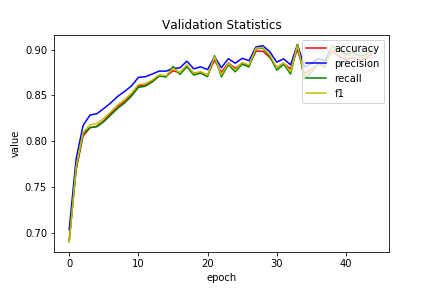 Validation Statistics
0.90
0.85
0.80
0.75
0.70
value
accuracy
precision
recall
f1
0
10
20
30
40
epoch